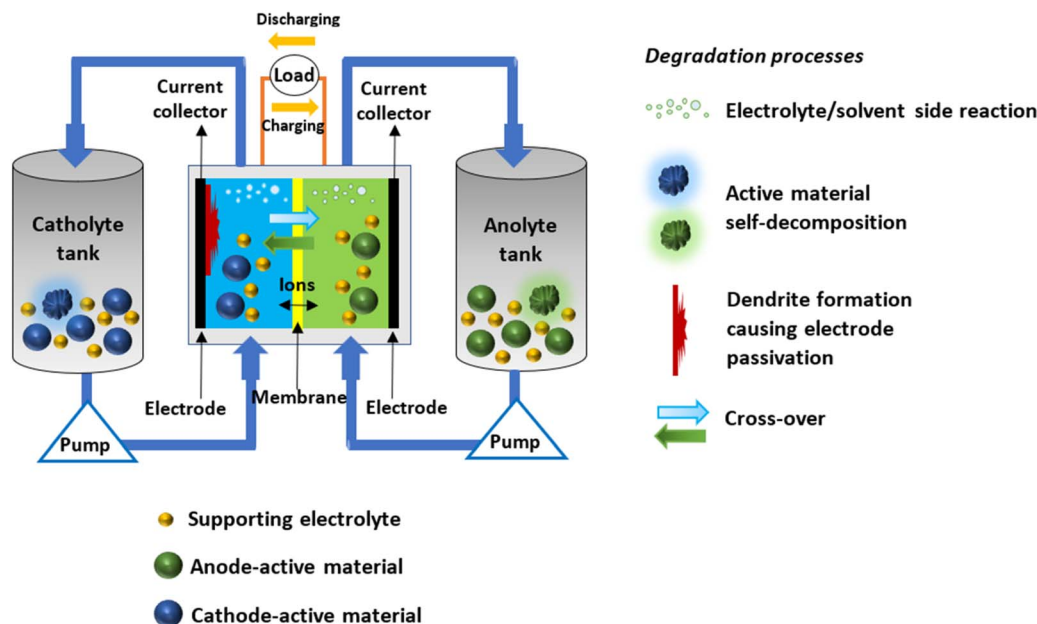 Discharging
Load
Charging
Current
collector
Current
collector
Catholyte
tank
Anolyte
tank
Ions
Electrode
Membrane
Electrode
Pump
Pump
Supporting electrolyte
Anode-active material
Cathode-active material
Degradation processes
Electrolyte/solvent side reaction
Active material
self-decomposition
Dendrite formation
causing electrode
passivation
Cross-over